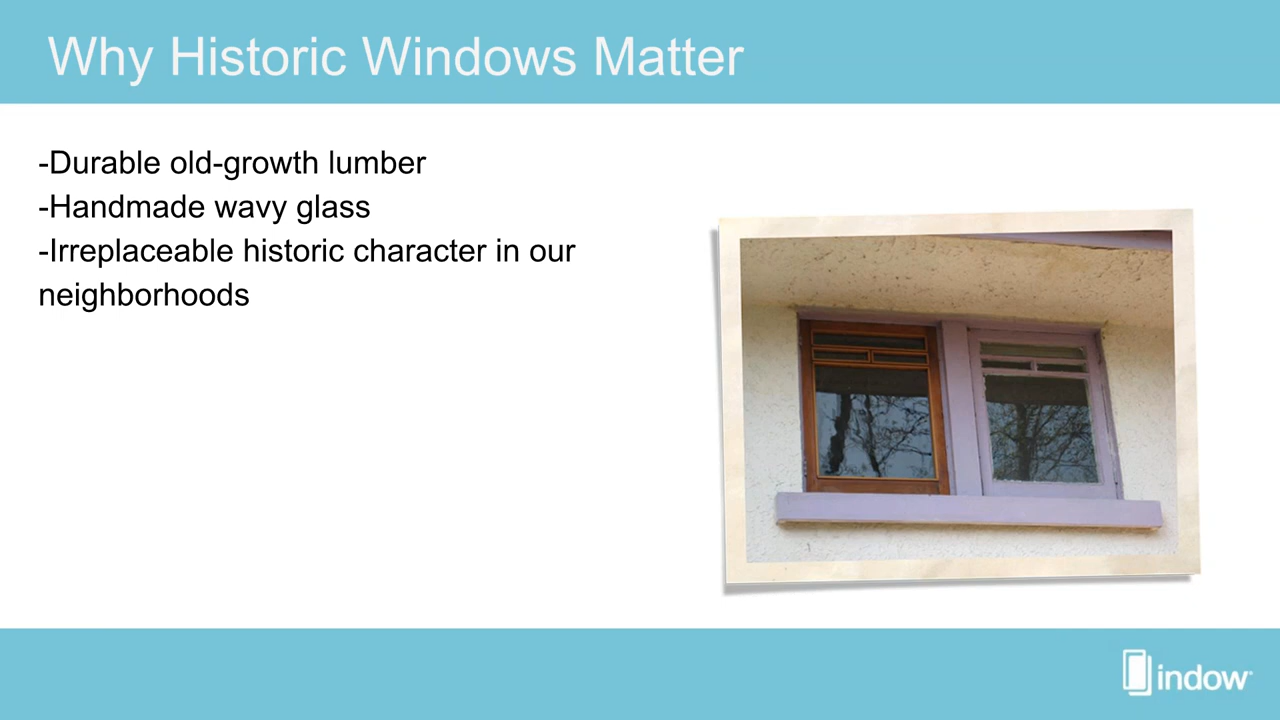 Why Historic Windows Matter
-Durable old-growth lumber
-Handmade wavy glass
-Irreplaceable historic character in our
neighborhoods
indow